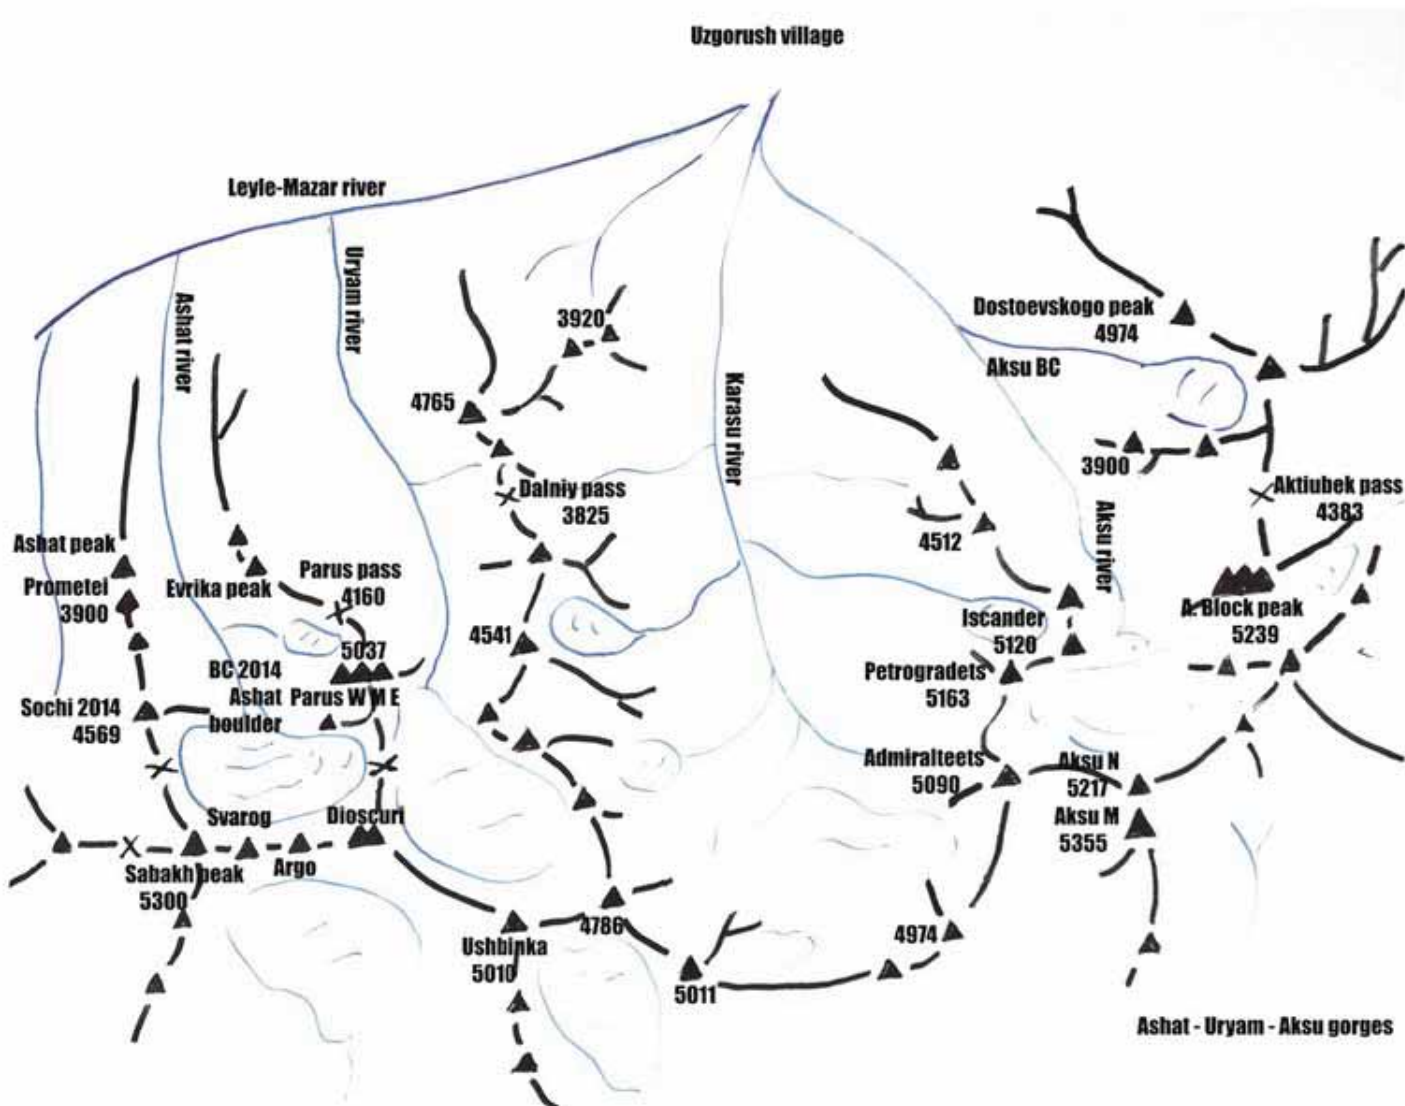 Uzgorush village
Leyle-Mazar river
Uryam river
Ashat river
Karasu river
Aksu river
Dostoevskogo peak
4974
Aksu BC
3920
4765
3900
Dalniy pass
3825
Aktiubek pass
4383
4512
Ashat peak
Prometei
3900
Evrika peak
Parus pass
4160
Iscander
5120
A. Block peak
5239
4541
5037
BC 2014
Ashat
boulder
Parus W M E
Petrogradets
5163
Sochi 2014
4569
Admiralteets
5090
Aksu N
5217
Aksu M
5355
Svarog
Dioscuri
Argo
Sabakh peak
5300
4786
Ushbinka
5010
4974
5011
Ashat - Uryam - Aksu gorges